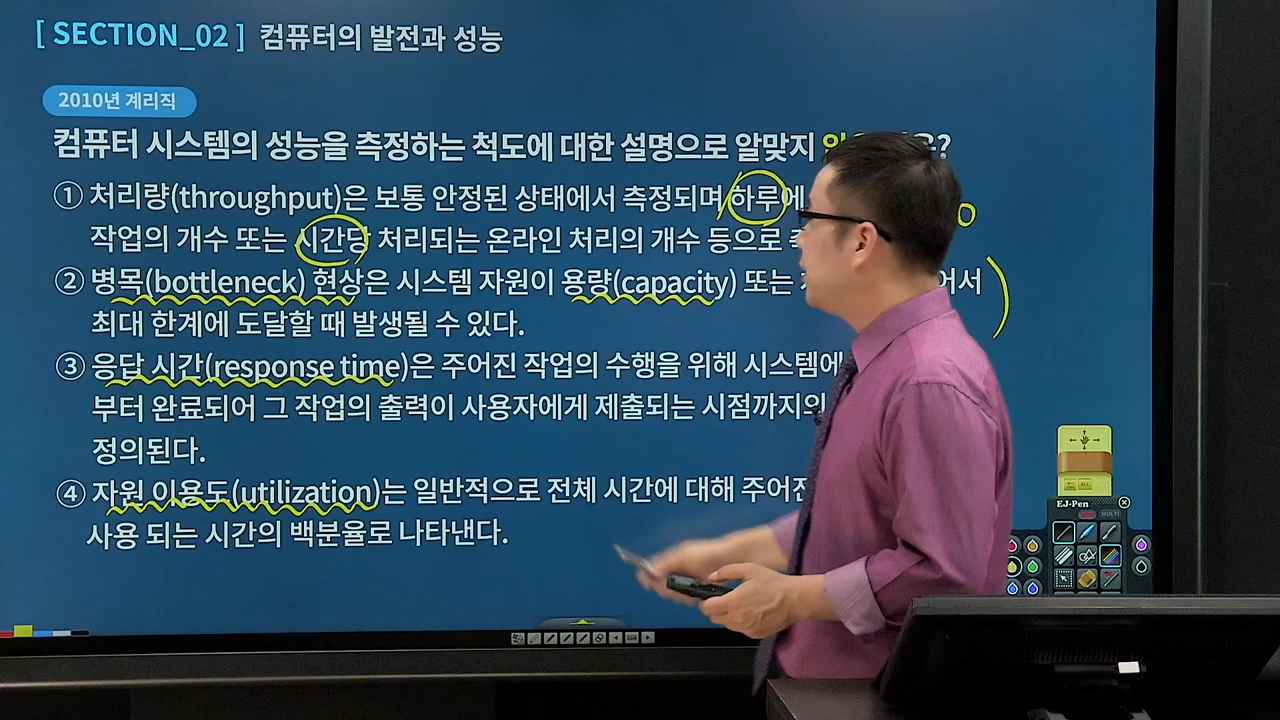 [ SECTION_02 ] 컴퓨터의 발전과 성능
2010년 계리직
컴퓨터 시스템의 성능을 측정하는 척도에 대한 설명으로 알맞지
① 처리량(throughput)은 보통 안정된 상태에서 측정되며 하루에
작업의 개수 또는 시간당 처리되는 온라인 처리의 개수 등으로
② 병목(bottleneck) 현상은 시스템 자원이 용량(capacity) 또는
최대 한계에 도달할 때 발생될 수 있다.
③ 응답 시간(response time)은 주어진 작업의 수행을 위해 시스템에
부터 완료되어 그 작업의 출력이 사용자에게 제출되는 시점까지의
정의된다.
④ 자원 이용도(utilization)는 일반적으로 전체 시간에 대해 주어진
사용 되는 시간의 백분율로 나타낸다.
EJ-Pen
MULTI
ALL